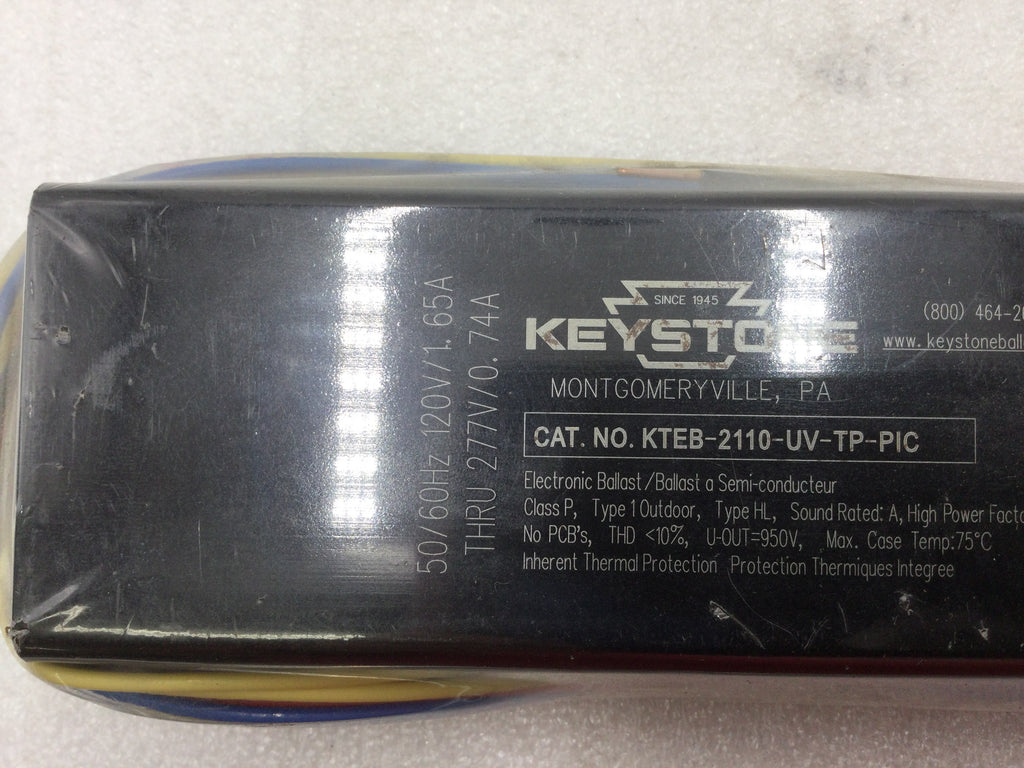 50/60Hz 120V/1.65A
THRU 277V/0.74A
SINCE 1945
KEYSTONE
MONTGOMERYVILLE, PA
(800) 464-
www.keystoneball
CAT. NO. KTEB-2110-UV-TP-PIC
Electronic Ballast/Ballast a Semi-conducteur
Class P, Type 1 Outdoor, Type HL, Sound Rated: A, High Power Facto
No PCB's, THD <10%, U-OUT=950V, Max. Case Temp:75°C
Inherent Thermal Protection Protection Thermiques Integree